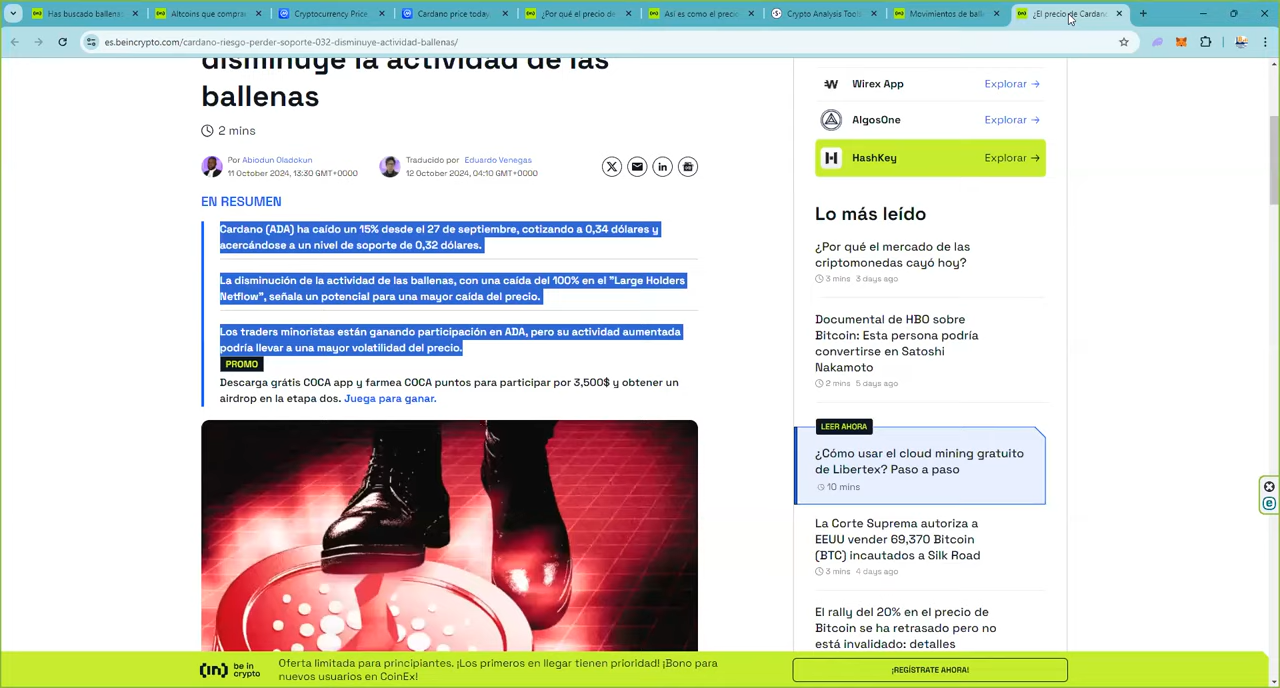 Has buscado ballena
Altcoins que compra
Cryptocurrency Price
Cardano price today
¿Por qué el precio de
Así es como el precio
Crypto Analysis Tools
Movimientos de ball
¿El precio de Cardano
es.beincrypto.com/cardano-riesgo-perder-soporte-032-disminuye-actividad-ballenas/
disminuye la actividad de las
ballenas
2 mins
Por Abiodun Oladokun
11 October 2024, 13:30 GMT+0000
Traducido por Eduardo Venegas
12 October 2024, 04:10 GMT+0000
EN RESUMEN
Cardano (ADA) ha caído un 15% desde el 27 de septiembre, cotizando a 0,34 dólares y
acercándose a un nivel de soporte de 0,32 dólares.
La disminución de la actividad de las ballenas, con una caída del 100% en el "Large Holders
Netflow", señala un potencial para una mayor caída del precio.
Los traders minoristas están ganando participación en ADA, pero su actividad aumentada
podría llevar a una mayor volatilidad del precio.
PROMO
Descarga grátis COCA app y farmea COCA puntos para participar por 3,500$ y obtener un
airdrop en la etapa dos. Juega para ganar.
Wirex App Explorar →
AlgosOne Explorar →
HashKey Explorar →
Lo más leído
¿Por qué el mercado de las
criptomonedas cayó hoy?
3 mins 3 days ago
Documental de HBO sobre
Bitcoin: Esta persona podría
convertirse en Satoshi
Nakamoto
2 mins 5 days ago
LEER AHORA
¿Cómo usar el cloud mining gratuito
de Libertex? Paso a paso
10 mins
La Corte Suprema autoriza a
EEUU vender 69,370 Bitcoin
(BTC) incautados a Silk Road
3 mins 4 days ago
El rally del 20% en el precio de
Bitcoin se ha retrasado pero no
está invalidado: detalles
be in
crypto
Oferta limitada para principiantes. ¡Los primeros en llegar tienen prioridad! ¡Bono para
nuevos usuarios en CoinEx!
¡REGÍSTRATE AHORA!